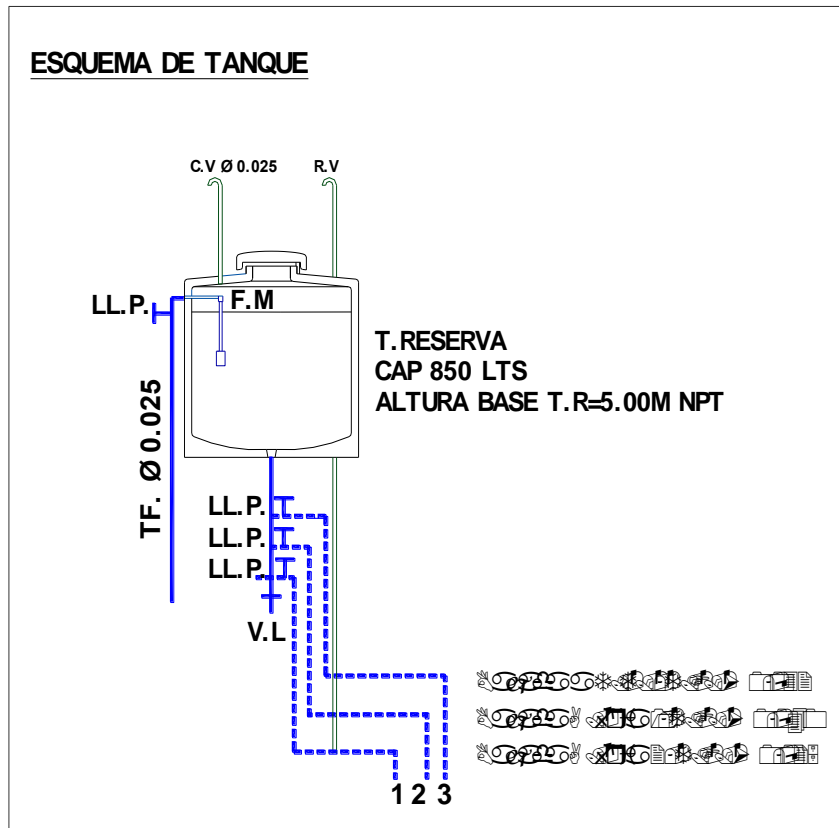 ESQUEMA DE TANQUE
C.V Ø 0.025
R.V
LL.P.
F.M
T.RESERVA
CAP 850 LTS
ALTURA BASE T.R=5.00M NPT
TF. Ø 0.025
LL.P.
LL.P.
LL.P.
V.L
1 2 3